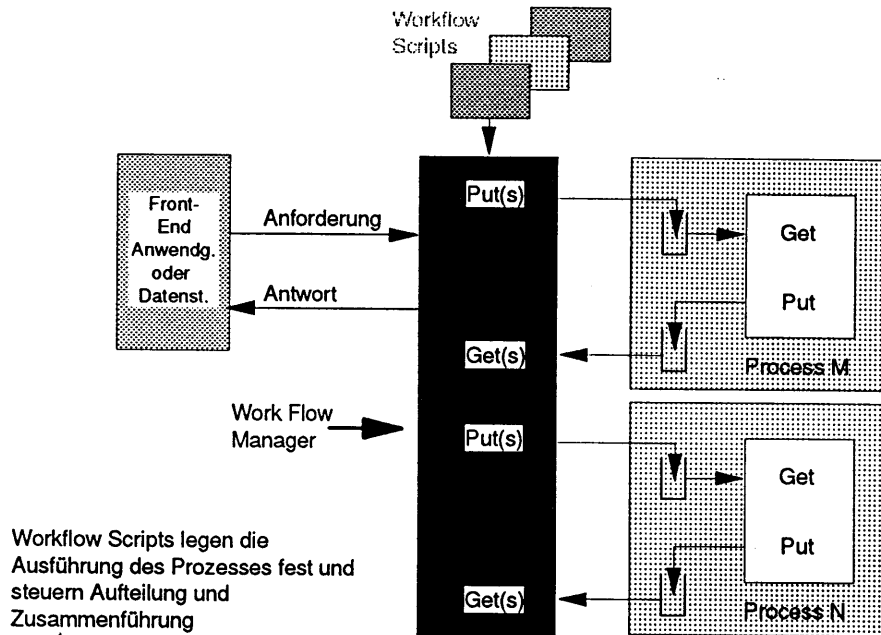 Workflow
Scripts
Front-
End
Anwendg.
oder
Datenst.
Anforderung
Antwort
Put(s)
Get(s)
Get
Put
Process M
Work Flow
Manager
Put(s)
Get(s)
Get
Put
Process N
Workflow Scripts legen die
Ausführung des Prozesses fest und
steuern Aufteilung und
Zusammenführung